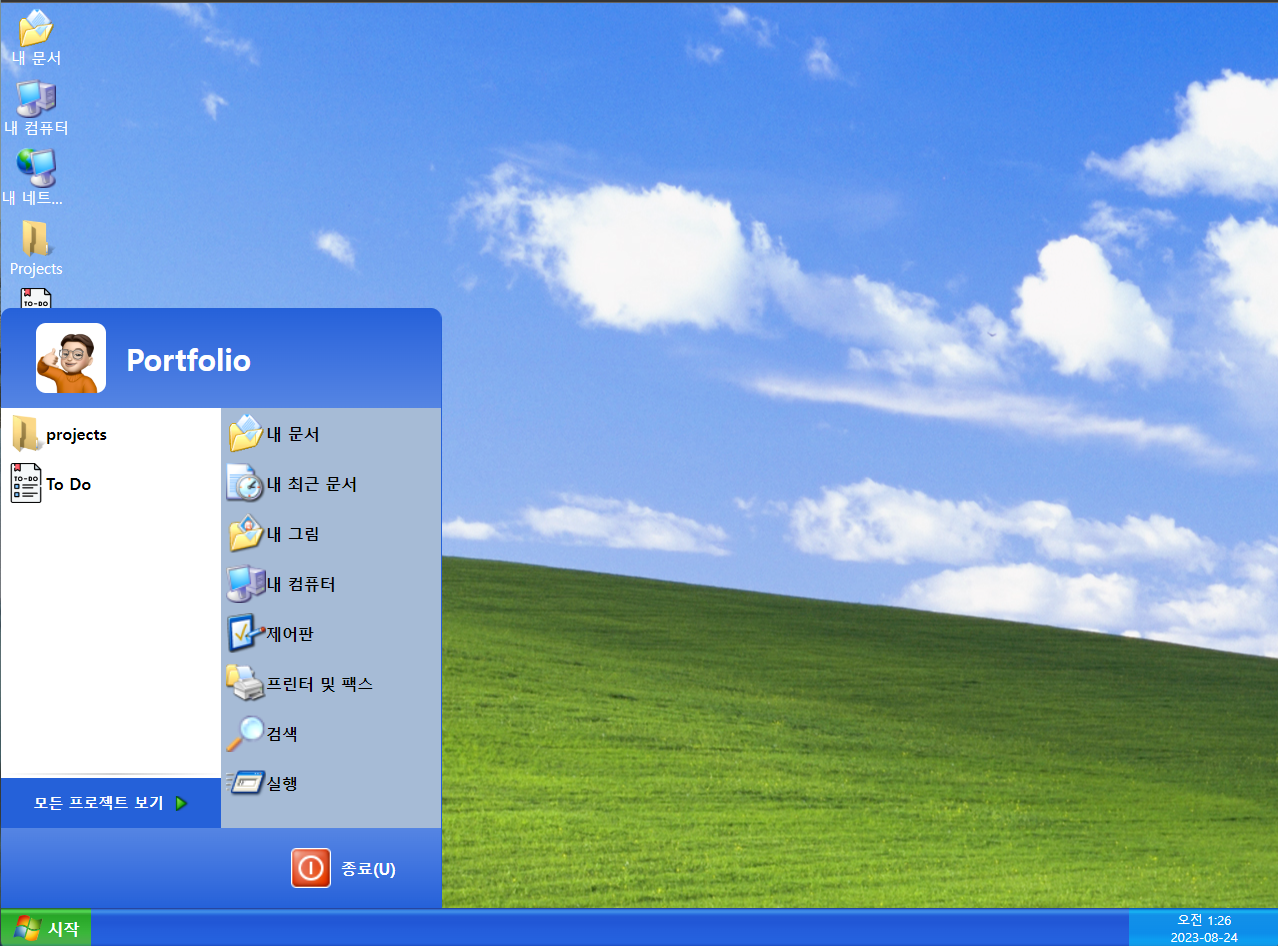 내 문서
내 컴퓨터
내 네트...
Projects
TO-DO
Portfolio
projects
TO-DO
To Do
모든 프로젝트 보기
내 문서
내 최근 문서
내 그림
내 컴퓨터
제어판
프린터 및 팩스
검색
실행
종료(U)
시작
오전 1:26
2023-08-24